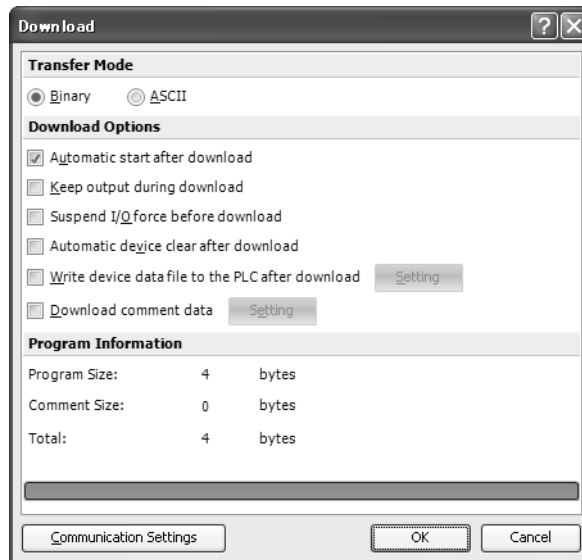 Download
Transfer Mode
Binary ASCII
Download Options
Automatic start after download
Keep output during download
Suspend I/O force before download
Automatic device clear after download
Write device data file to the PLC after download Setting
Download comment data Setting
Program Information
Program Size: 4 bytes
Comment Size: 0 bytes
Total: 4 bytes
Communication Settings OK Cancel